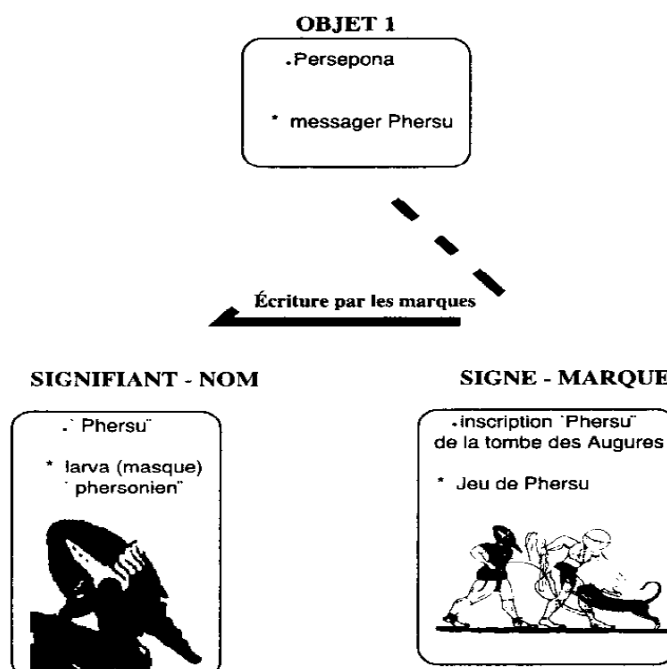 OBJET 1
.Persepona
* messager Phersu
Écriture par les marques
SIGNIFIANT - NOM
.¨ Phersu¨
* larva (masque)
¨ phersonien¨
SIGNE - MARQUE
.inscription ¨Phersu¨
de la tombe des Augures
* Jeu de Phersu